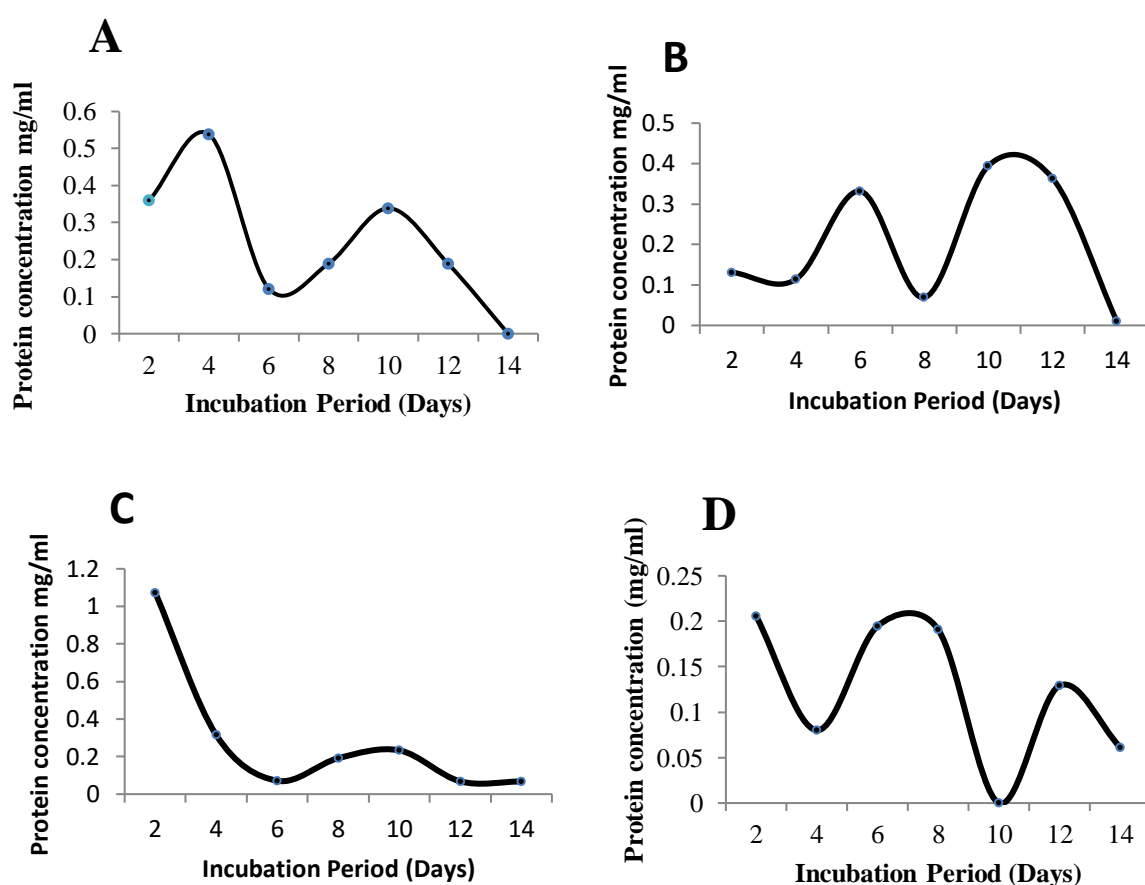 A
Protein concentration mg/ml
0.6
0.5
0.4
0.3
0.2
0.1
0
2 4 6 8 10 12 14
Incubation Period (Days)
B
Protein concentration mg/ml
0.5
0.4
0.3
0.2
0.1
0
2 4 6 8 10 12 14
Incubation Period (Days)
C
Protein concentration mg/ml
1.2
1
0.8
0.6
0.4
0.2
0
2 4 6 8 10 12 14
Incubation Period (Days)
D
Protein concentration (mg/ml)
0.25
0.2
0.15
0.1
0.05
0
2 4 6 8 10 12 14
Incubation Period (Days)